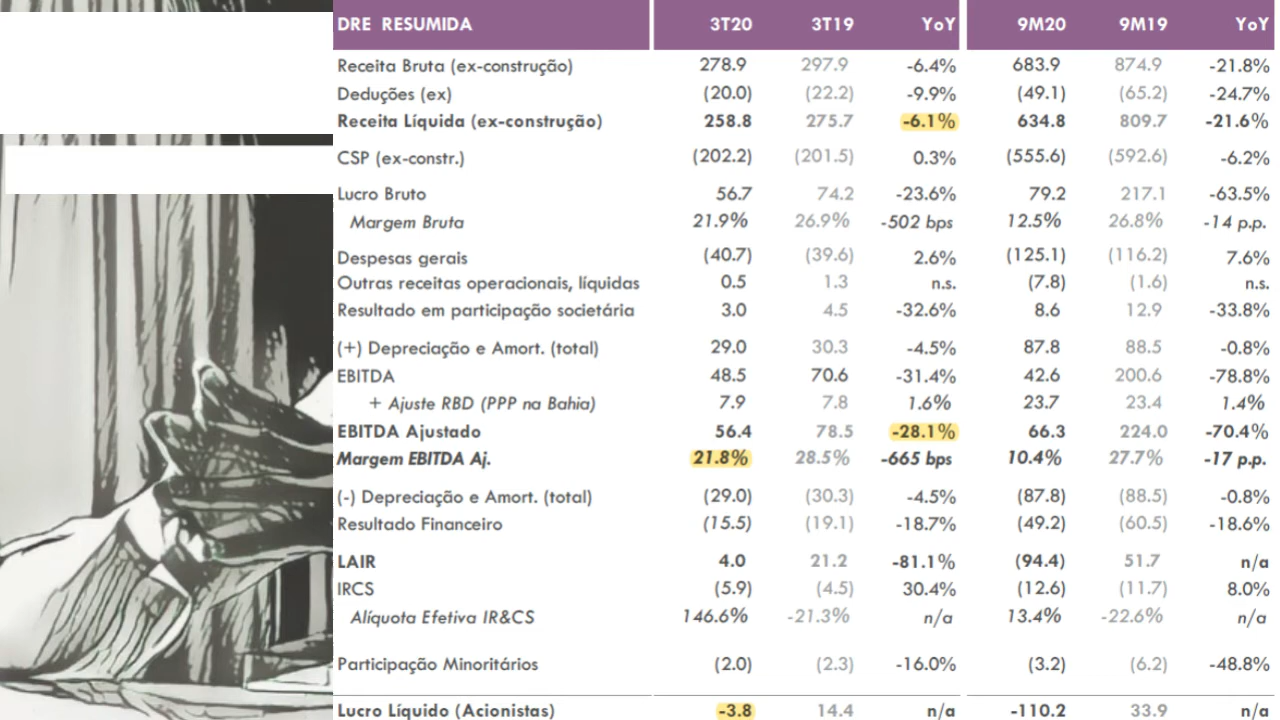 DRE RESUMIDA 3T20 3T19 YoY 9M20 9M19 YoY
Receita Bruta (ex-construção) 278.9 297.9 -6.4% 683.9 874.9 -21.8%
Deduções (ex) (20.0) (22.2) -9.9% (49.1) (65.2) -24.7%
Receita Líquida (ex-construção) 258.8 275.7 -6.1% 634.8 809.7 -21.6%
CSP (ex-constr.) (202.2) (201.5) 0.3% (555.6) (592.6) -6.2%
Lucro Bruto 56.7 74.2 -23.6% 79.2 217.1 -63.5%
Margem Bruta 21.9% 26.9% -502 bps 12.5% 26.8% -14 p.p.
Despesas gerais (40.7) (39.6) 2.6% (125.1) (116.2) 7.6%
Outras receitas operacionais, líquidas 0.5 1.3 n.s. (7.8) (1.6) n.s.
Resultado em participação societária 3.0 4.5 -32.6% 8.6 12.9 -33.8%
(+) Depreciação e Amort. (total) 29.0 30.3 -4.5% 87.8 88.5 -0.8%
EBITDA 48.5 70.6 -31.4% 42.6 200.6 -78.8%
+ Ajuste RBD (PPP na Bahia) 7.9 7.8 1.6% 23.7 23.4 1.4%
EBITDA Ajustado 56.4 78.5 -28.1% 66.3 224.0 -70.4%
Margem EBITDA Aj. 21.8% 28.5% -665 bps 10.4% 27.7% -17 p.p.
(-) Depreciação e Amort. (total) (29.0) (30.3) -4.5% (87.8) (88.5) -0.8%
Resultado Financeiro (15.5) (19.1) -18.7% (49.2) (60.5) -18.6%
LAIR 4.0 21.2 -81.1% (94.4) 51.7 n/a
IRCS (5.9) (4.5) 30.4% (12.6) (11.7) 8.0%
Alíquota Efetiva IR&CS 146.6% -21.3% n/a 13.4% -22.6% n/a
Participação Minoritários (2.0) (2.3) -16.0% (3.2) (6.2) -48.8%
Lucro Líquido (Acionistas) -3.8 14.4 n/a -110.2 33.9 n/a